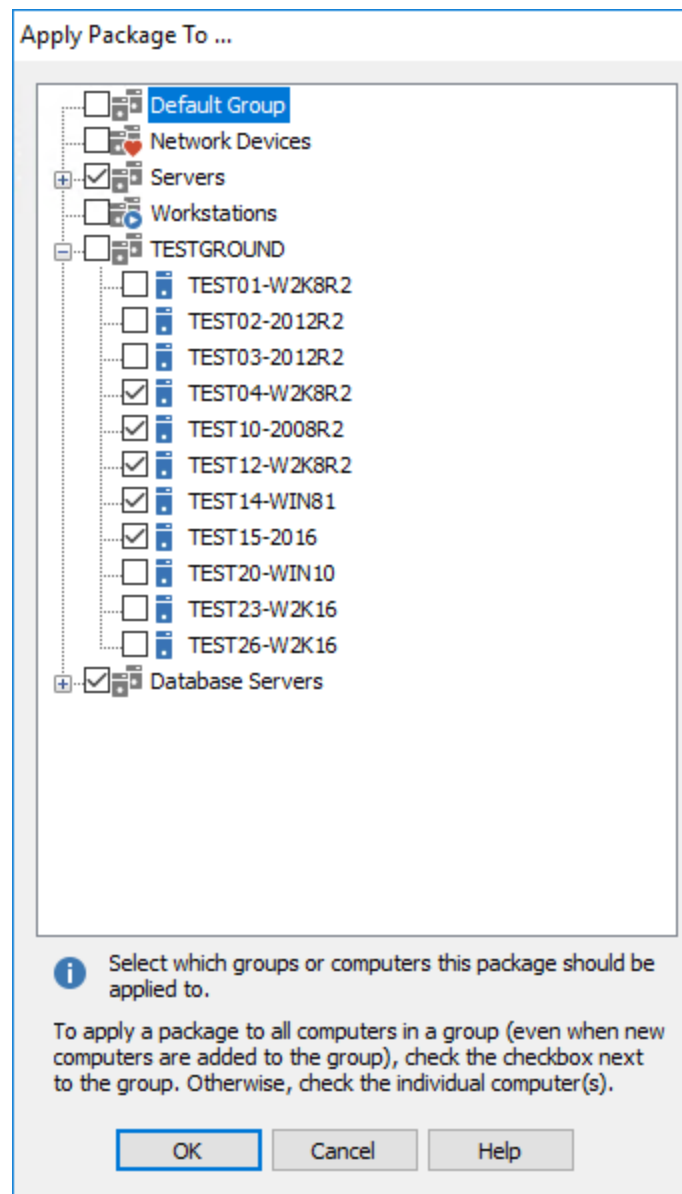 Apply Package To ...
Default Group
Network Devices
Servers
Workstations
TESTGROUND
TEST01-W2K8R2
TEST02-2012R2
TEST03-2012R2
TEST04-W2K8R2
TEST10-2008R2
TEST12-W2K8R2
TEST14-WIN81
TEST15-2016
TEST20-WIN10
TEST23-W2K16
TEST26-W2K16
Database Servers
Select which groups or computers this package should be
applied to.
To apply a package to all computers in a group (even when new
computers are added to the group), check the checkbox next
to the group. Otherwise, check the individual computer(s).
OK Cancel Help